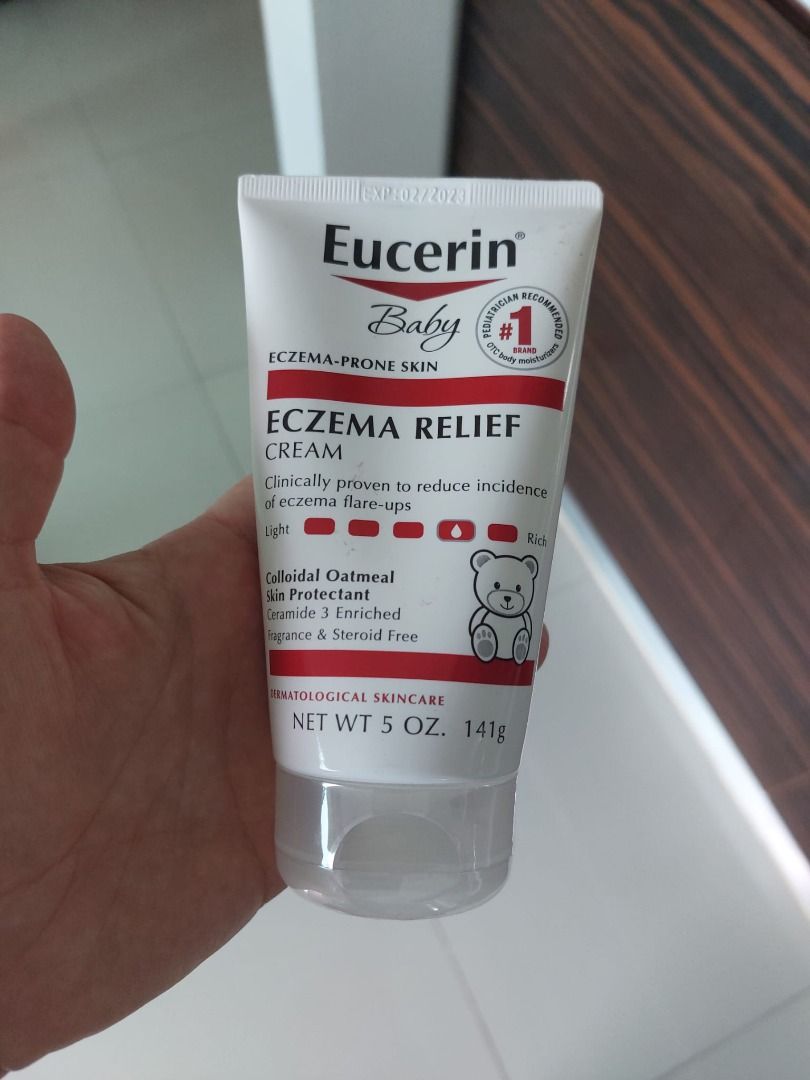 EXP:02/2023
Eucerin®
Baby
PEDIATRICIAN RECOMMENDED
#1
BRAND
OTC body moisturizers
ECZEMA-PRONE SKIN
ECZEMA RELIEF
CREAM
Clinically proven to reduce incidence
of eczema flare-ups
Light
Rich
Colloidal Oatmeal
Skin Protectant
Ceramide 3 Enriched
Fragrance & Steroid Free
DERMATOLOGICAL SKINCARE
NET WT 5 OZ. 141g